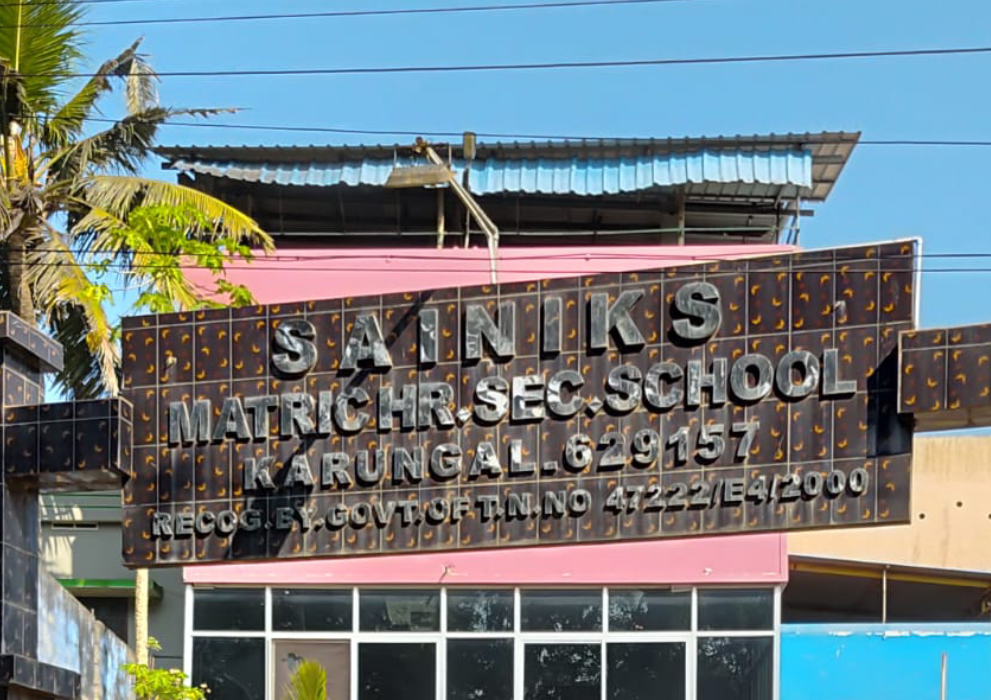 SAINIKS
MATRIC HR.SEC.SCHOOL
KARUNGAL.629157
RECOG.BY.GOVT.OF T.N.NO 47222/E4/2000